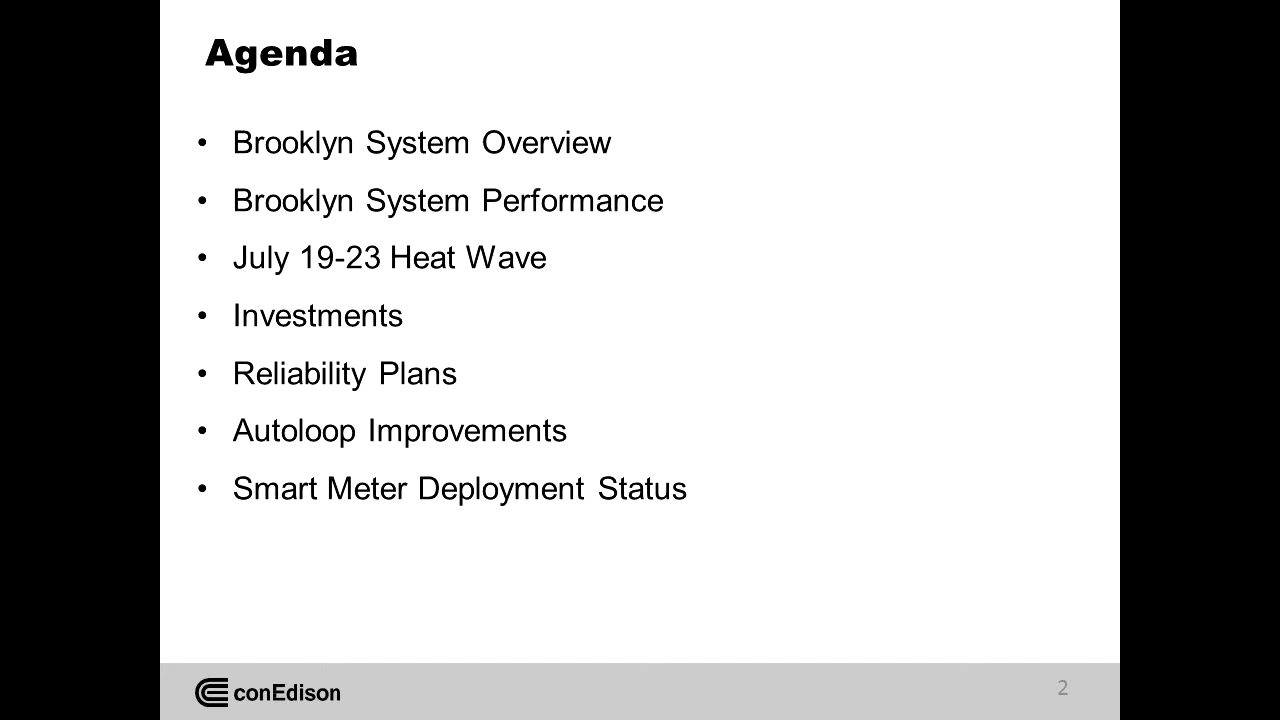 Agenda
• Brooklyn System Overview
• Brooklyn System Performance
• July 19-23 Heat Wave
• Investments
• Reliability Plans
• Autoloop Improvements
• Smart Meter Deployment Status
conEdison
2